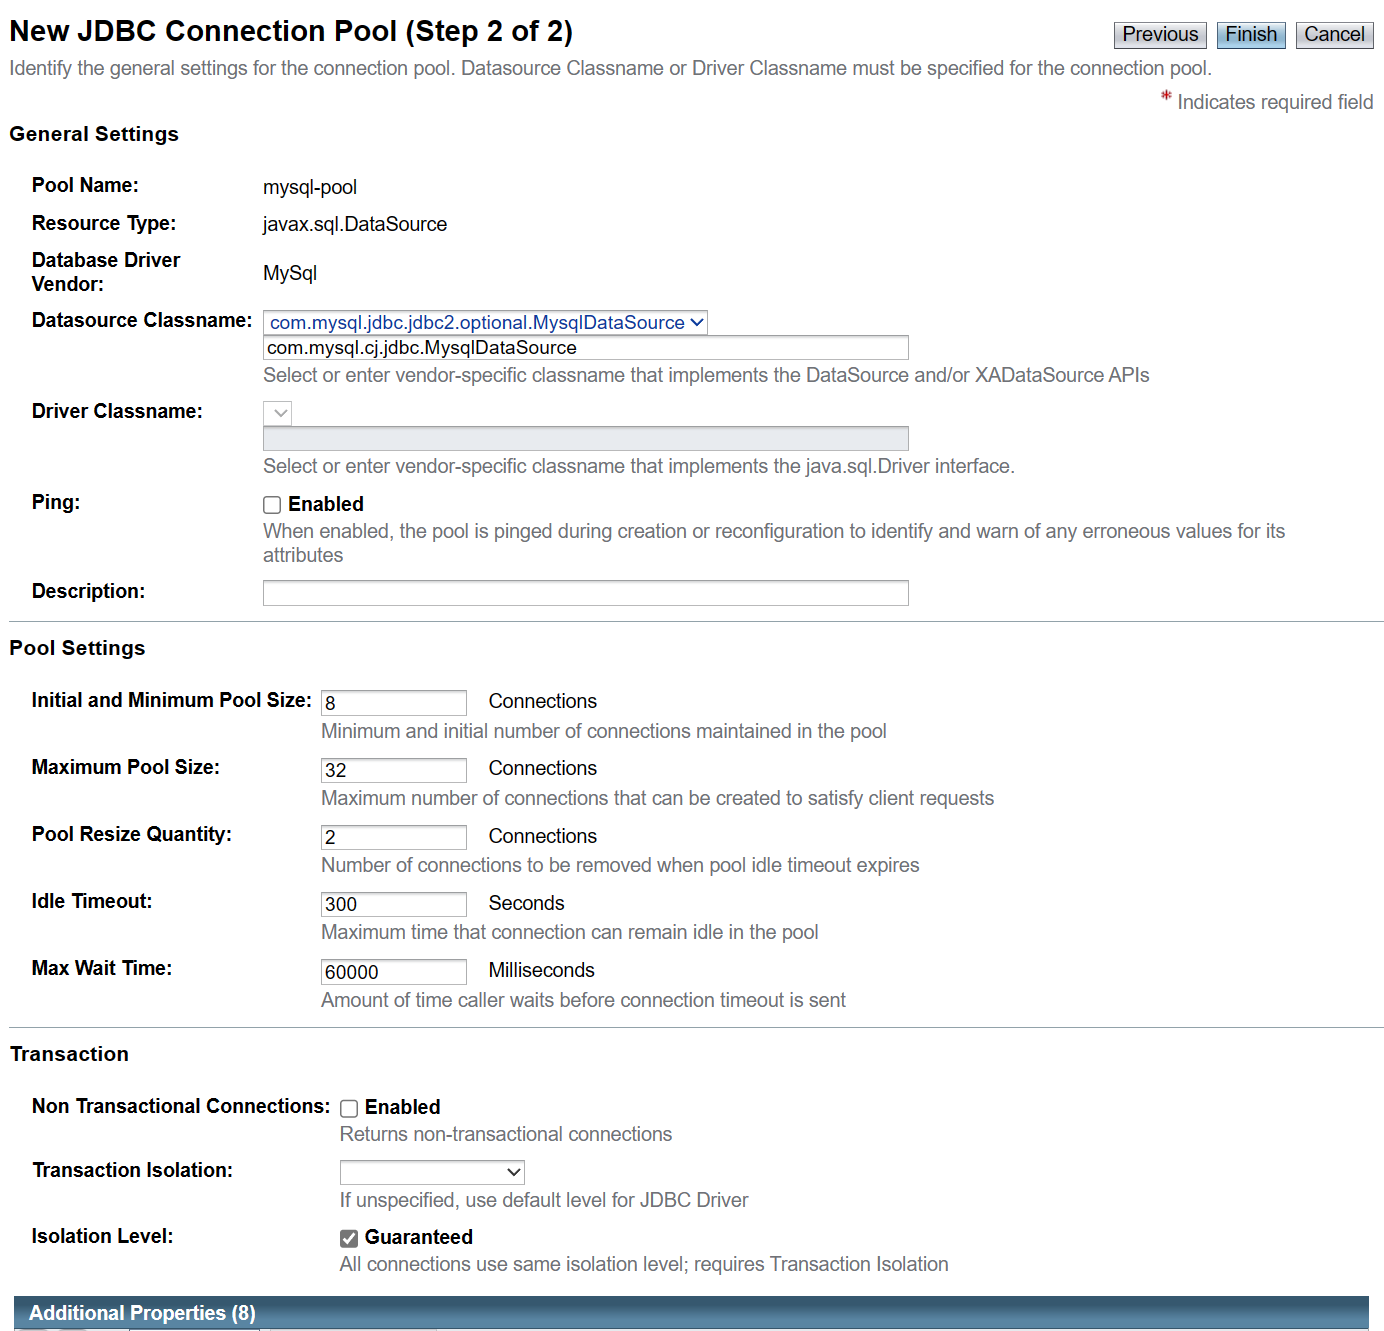 New JDBC Connection Pool (Step 2 of 2)
Previous Finish Cancel
Identify the general settings for the connection pool. Datasource Classname or Driver Classname must be specified for the connection pool.
* Indicates required field
General Settings
Pool Name: mysql-pool
Resource Type: javax.sql.DataSource
Database Driver
Vendor: MySql
Datasource Classname: com.mysql.jdbc.jdbc2.optional.MysqlDataSource
com.mysql.cj.jdbc.MysqlDataSource
Select or enter vendor-specific classname that implements the DataSource and/or XADataSource APIs
Driver Classname:
Select or enter vendor-specific classname that implements the java.sql.Driver interface.
Ping: Enabled
When enabled, the pool is pinged during creation or reconfiguration to identify and warn of any erroneous values for its
attributes
Description:
Pool Settings
Initial and Minimum Pool Size: 8 Connections
Minimum and initial number of connections maintained in the pool
Maximum Pool Size: 32 Connections
Maximum number of connections that can be created to satisfy client requests
Pool Resize Quantity: 2 Connections
Number of connections to be removed when pool idle timeout expires
Idle Timeout: 300 Seconds
Maximum time that connection can remain idle in the pool
Max Wait Time: 60000 Milliseconds
Amount of time caller waits before connection timeout is sent
Transaction
Non Transactional Connections: Enabled
Returns non-transactional connections
Transaction Isolation:
If unspecified, use default level for JDBC Driver
Isolation Level: Guaranteed
All connections use same isolation level; requires Transaction Isolation
Additional Properties (8)